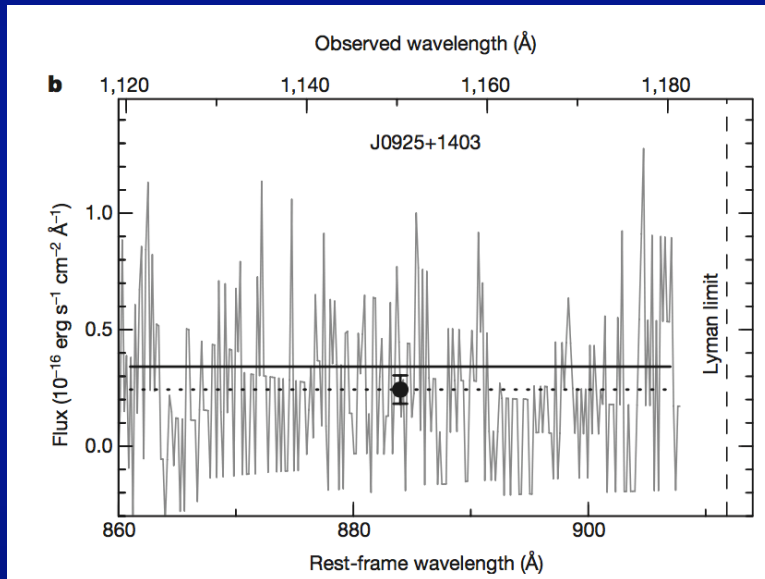 Observed wavelength (Å)
b
1,120 1,140 1,160 1,180
J0925+1403
1.0
0.5
0.0
Flux (10⁻¹⁶ erg s⁻¹ cm⁻² Å⁻¹)
Lyman limit
860 880 900
Rest-frame wavelength (Å)